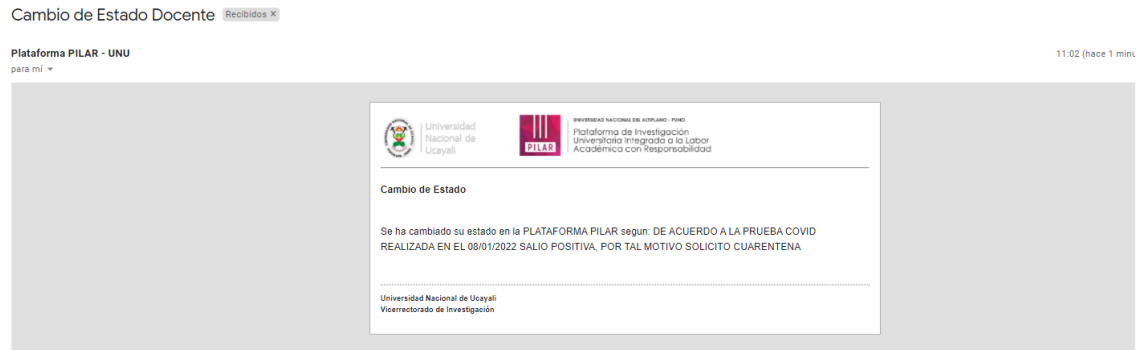 Cambio de Estado Docente Recibidos ×
Plataforma PILAR - UNU 11:02 (hace 1 minu
para mí
Universidad
Nacional de
Ucayali
PILAR
UNIVERSIDAD NACIONAL DEL ALTIPLANO - PUNO
Plataforma de Investigación
Universitaria Integrada a la Labor
Académica con Responsabilidad
Cambio de Estado
Se ha cambiado su estado en la PLATAFORMA PILAR segun: DE ACUERDO A LA PRUEBA COVID
REALIZADA EN EL 08/01/2022 SALIO POSITIVA, POR TAL MOTIVO SOLICITO CUARENTENA
Universidad Nacional de Ucayali
Vicerrectorado de Investigación